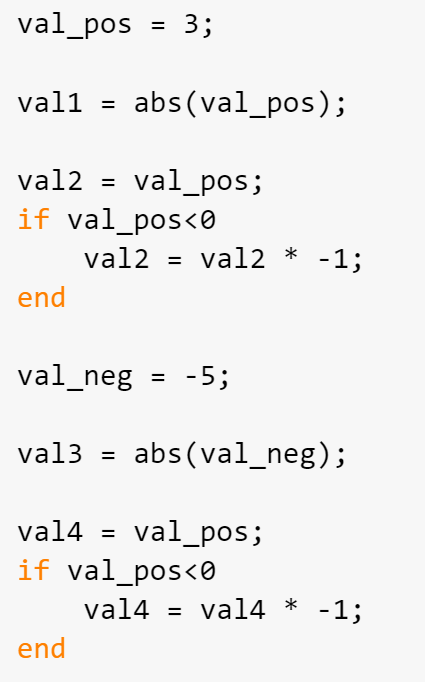 val_pos = 3;
val1 = abs(val_pos);
val2 = val_pos;
if val_pos<0
val2 = val2 * -1;
end
val_neg = -5;
val3 = abs(val_neg);
val4 = val_pos;
if val_pos<0
val4 = val4 * -1;
end